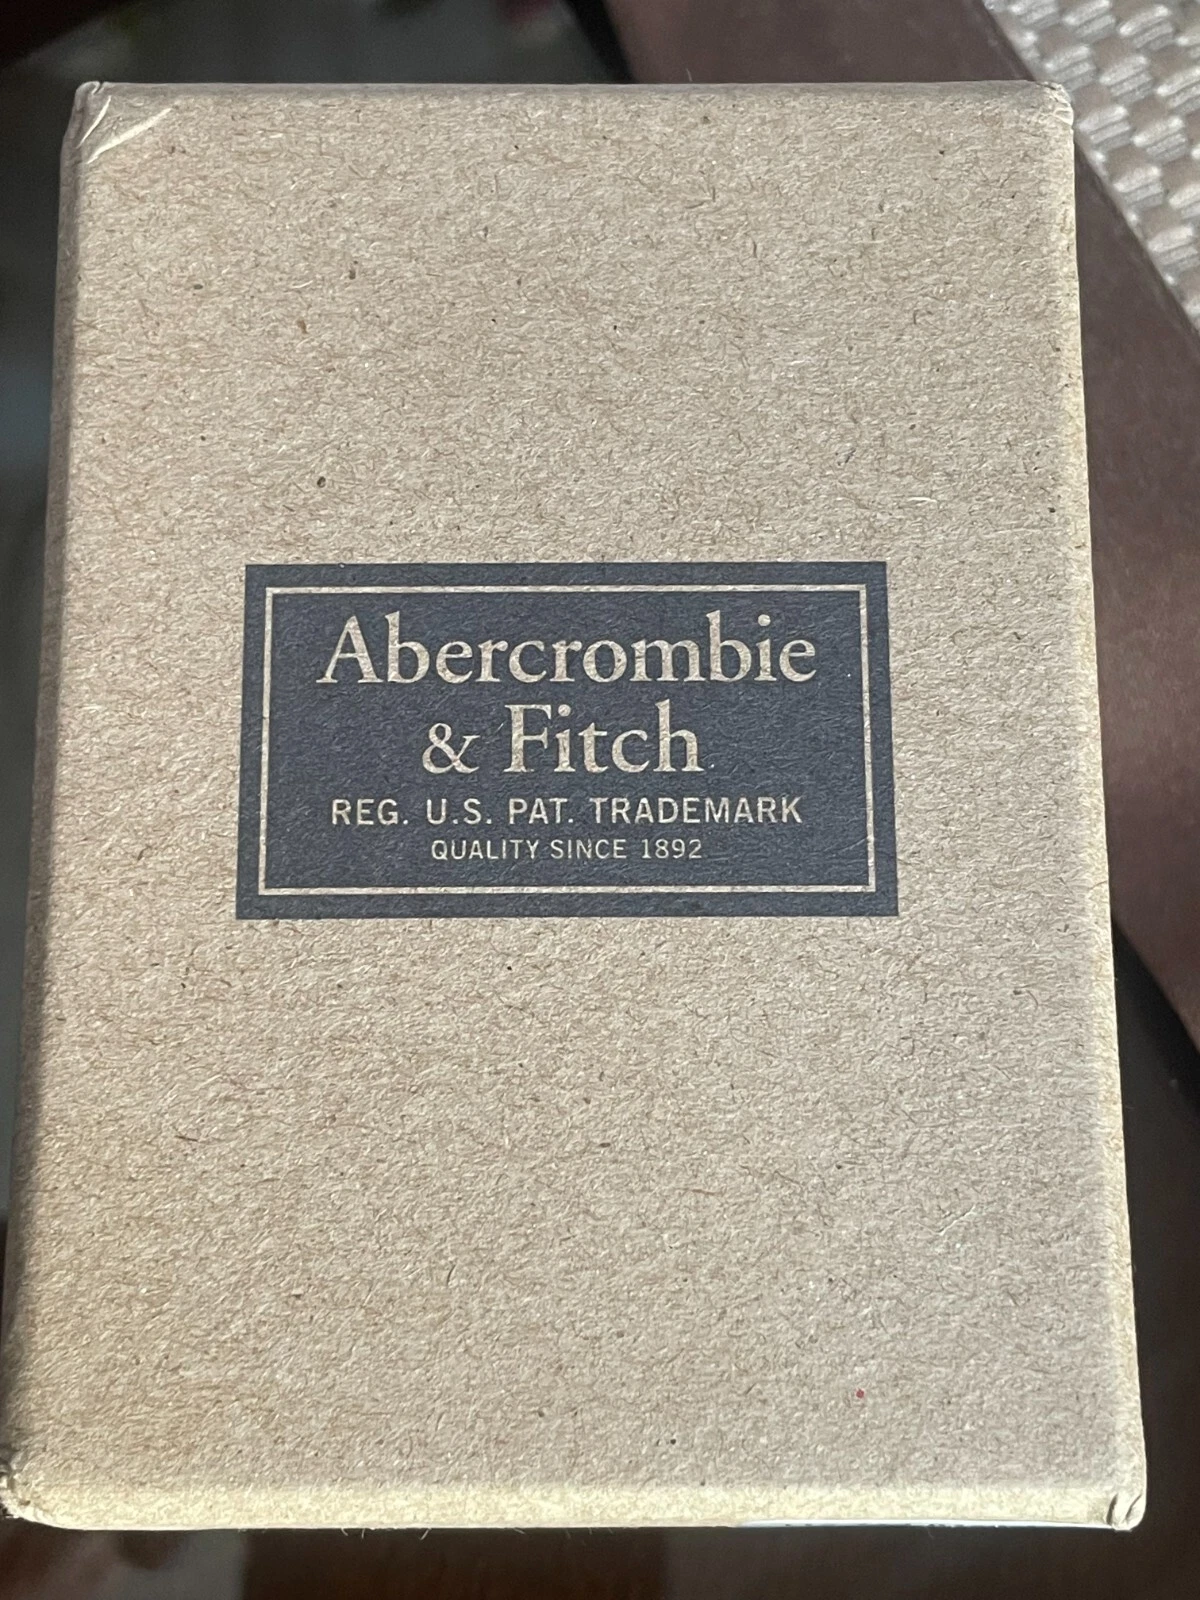 Abercrombie
& Fitch
REG. U.S. PAT. TRADEMARK
QUALITY SINCE 1892